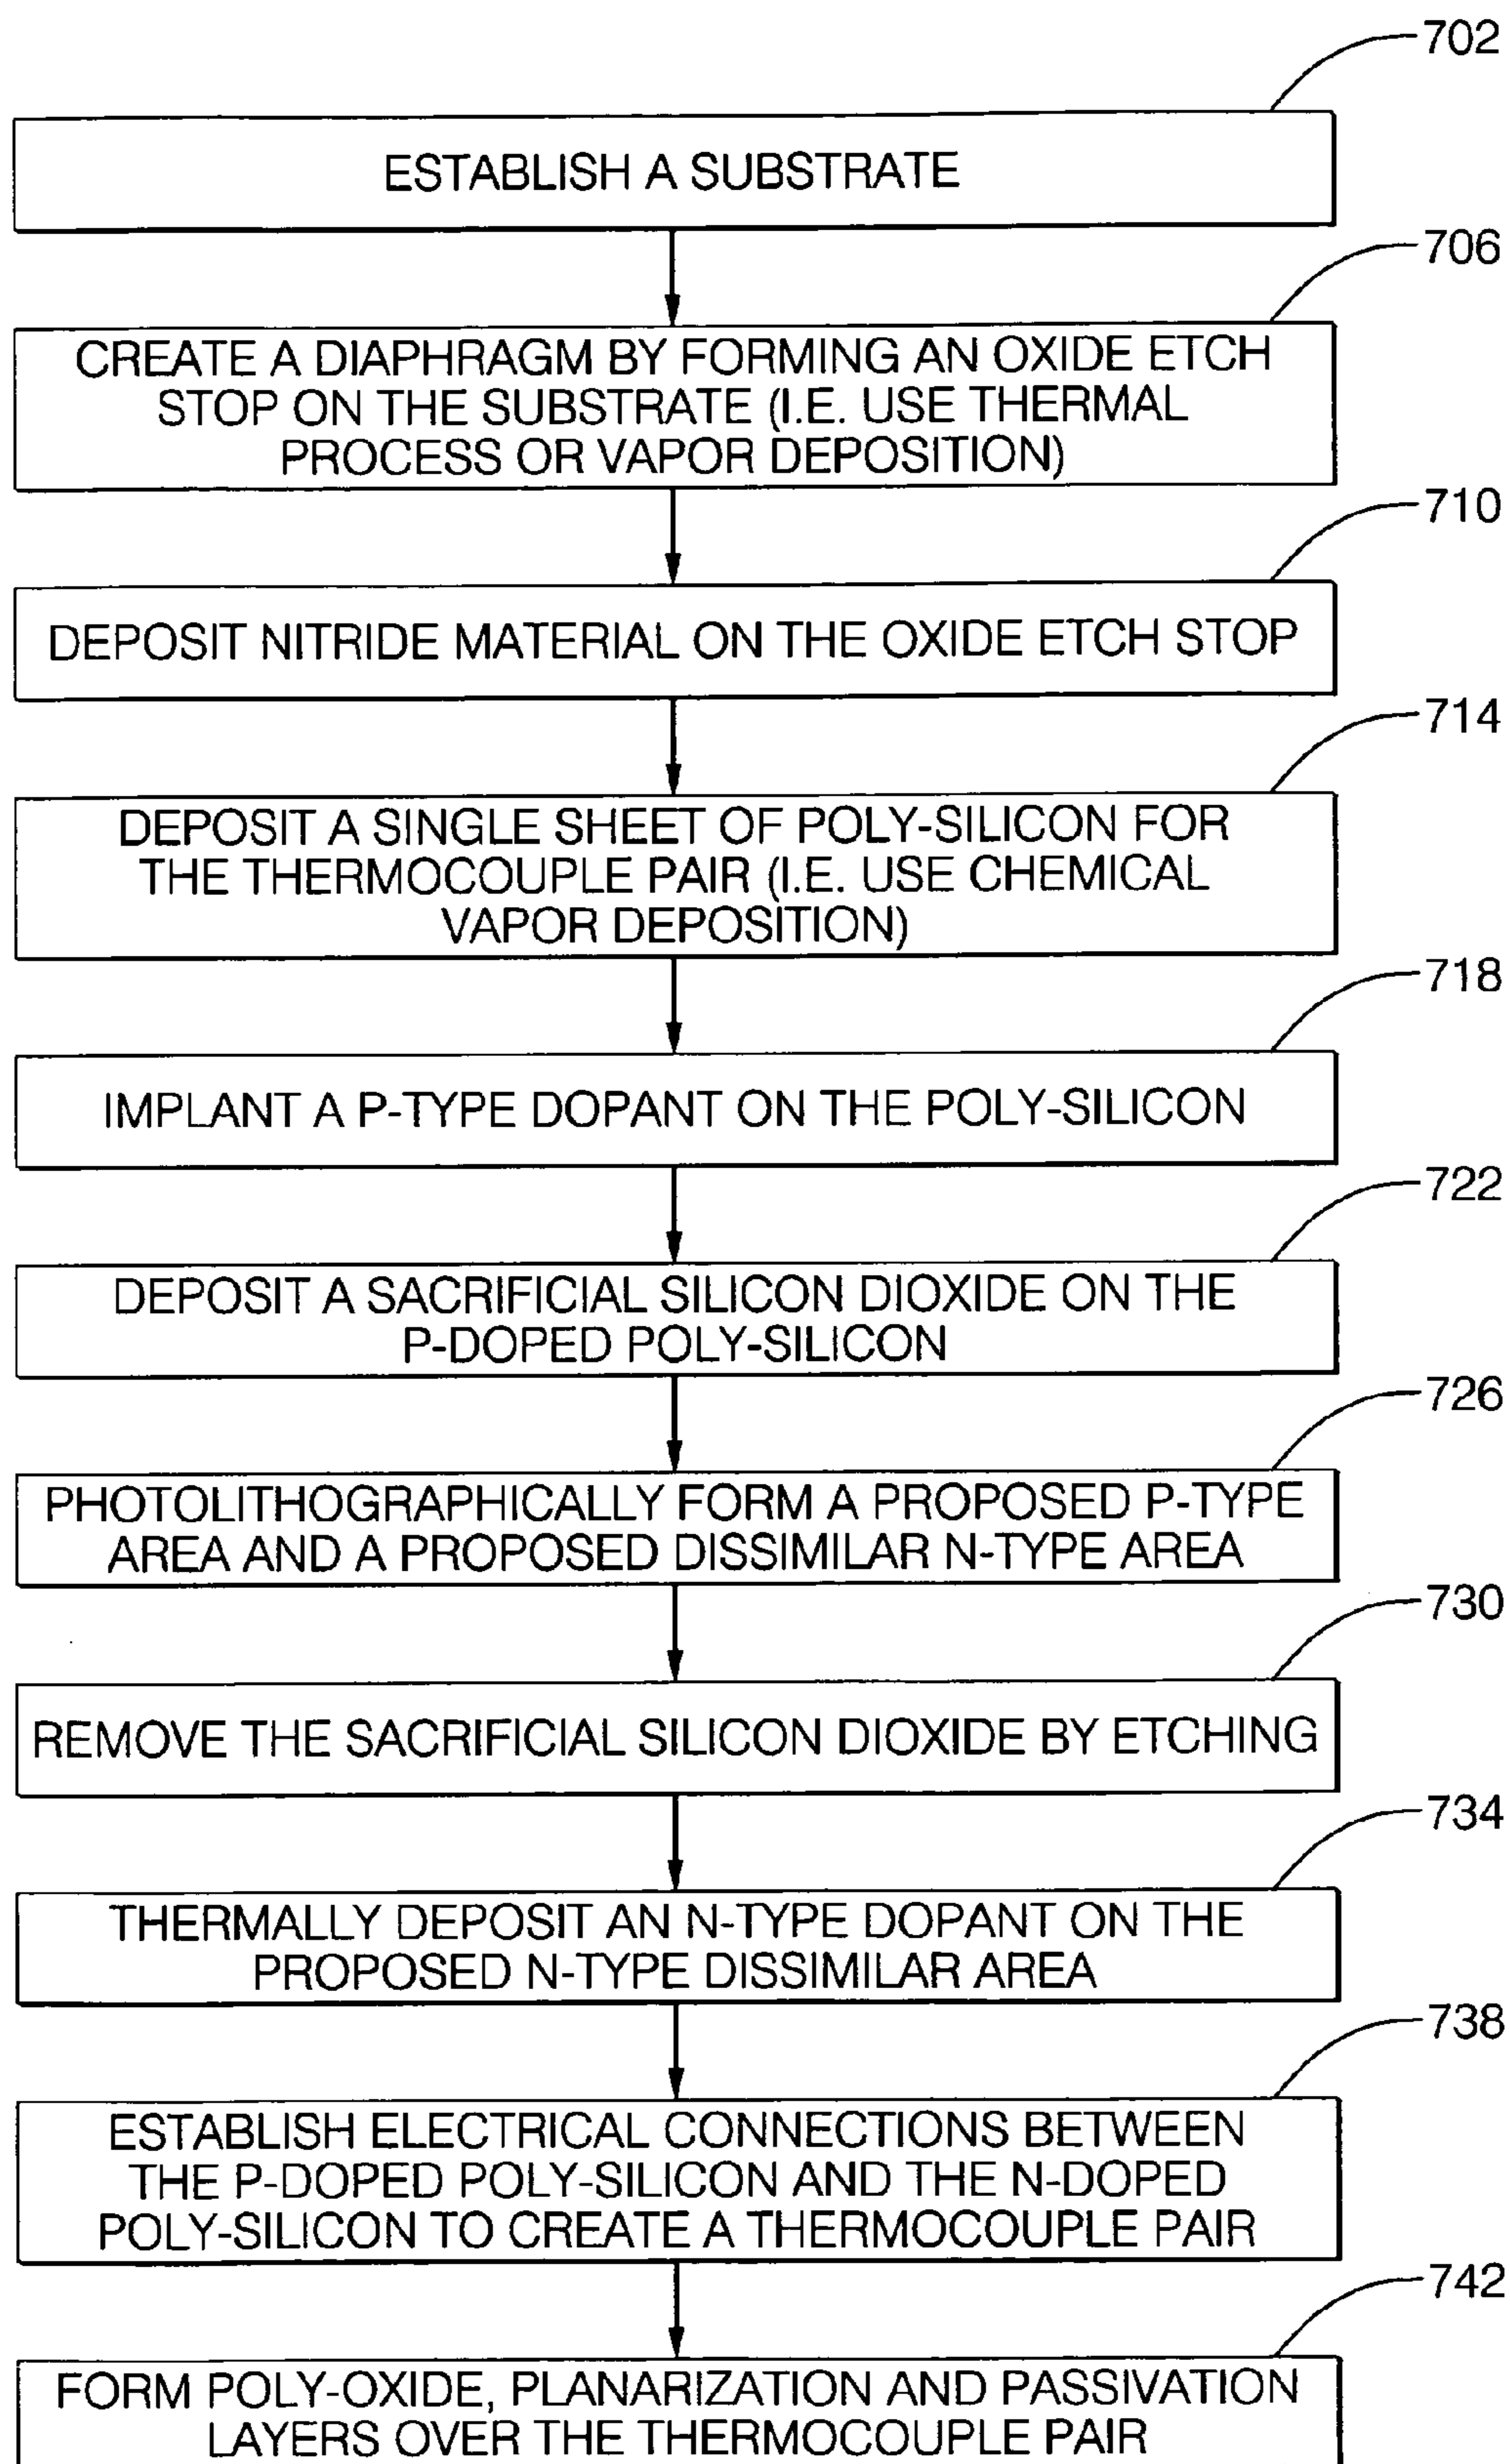 702
ESTABLISH A SUBSTRATE
706
CREATE A DIAPHRAGM BY FORMING AN OXIDE ETCH
STOP ON THE SUBSTRATE (I.E. USE THERMAL
PROCESS OR VAPOR DEPOSITION)
710
DEPOSIT NITRIDE MATERIAL ON THE OXIDE ETCH STOP
714
DEPOSIT A SINGLE SHEET OF POLY-SILICON FOR
THE THERMOCOUPLE PAIR (I.E. USE CHEMICAL
VAPOR DEPOSITION)
718
IMPLANT A P-TYPE DOPANT ON THE POLY-SILICON
722
DEPOSIT A SACRIFICIAL SILICON DIOXIDE ON THE
P-DOPED POLY-SILICON
726
PHOTOLITHOGRAPHICALLY FORM A PROPOSED P-TYPE
AREA AND A PROPOSED DISSIMILAR N-TYPE AREA
730
REMOVE THE SACRIFICIAL SILICON DIOXIDE BY ETCHING
734
THERMALLY DEPOSIT AN N-TYPE DOPANT ON THE
PROPOSED N-TYPE DISSIMILAR AREA
738
ESTABLISH ELECTRICAL CONNECTIONS BETWEEN
THE P-DOPED POLY-SILICON AND THE N-DOPED
POLY-SILICON TO CREATE A THERMOCOUPLE PAIR
742
FORM POLY-OXIDE, PLANARIZATION AND PASSIVATION
LAYERS OVER THE THERMOCOUPLE PAIR